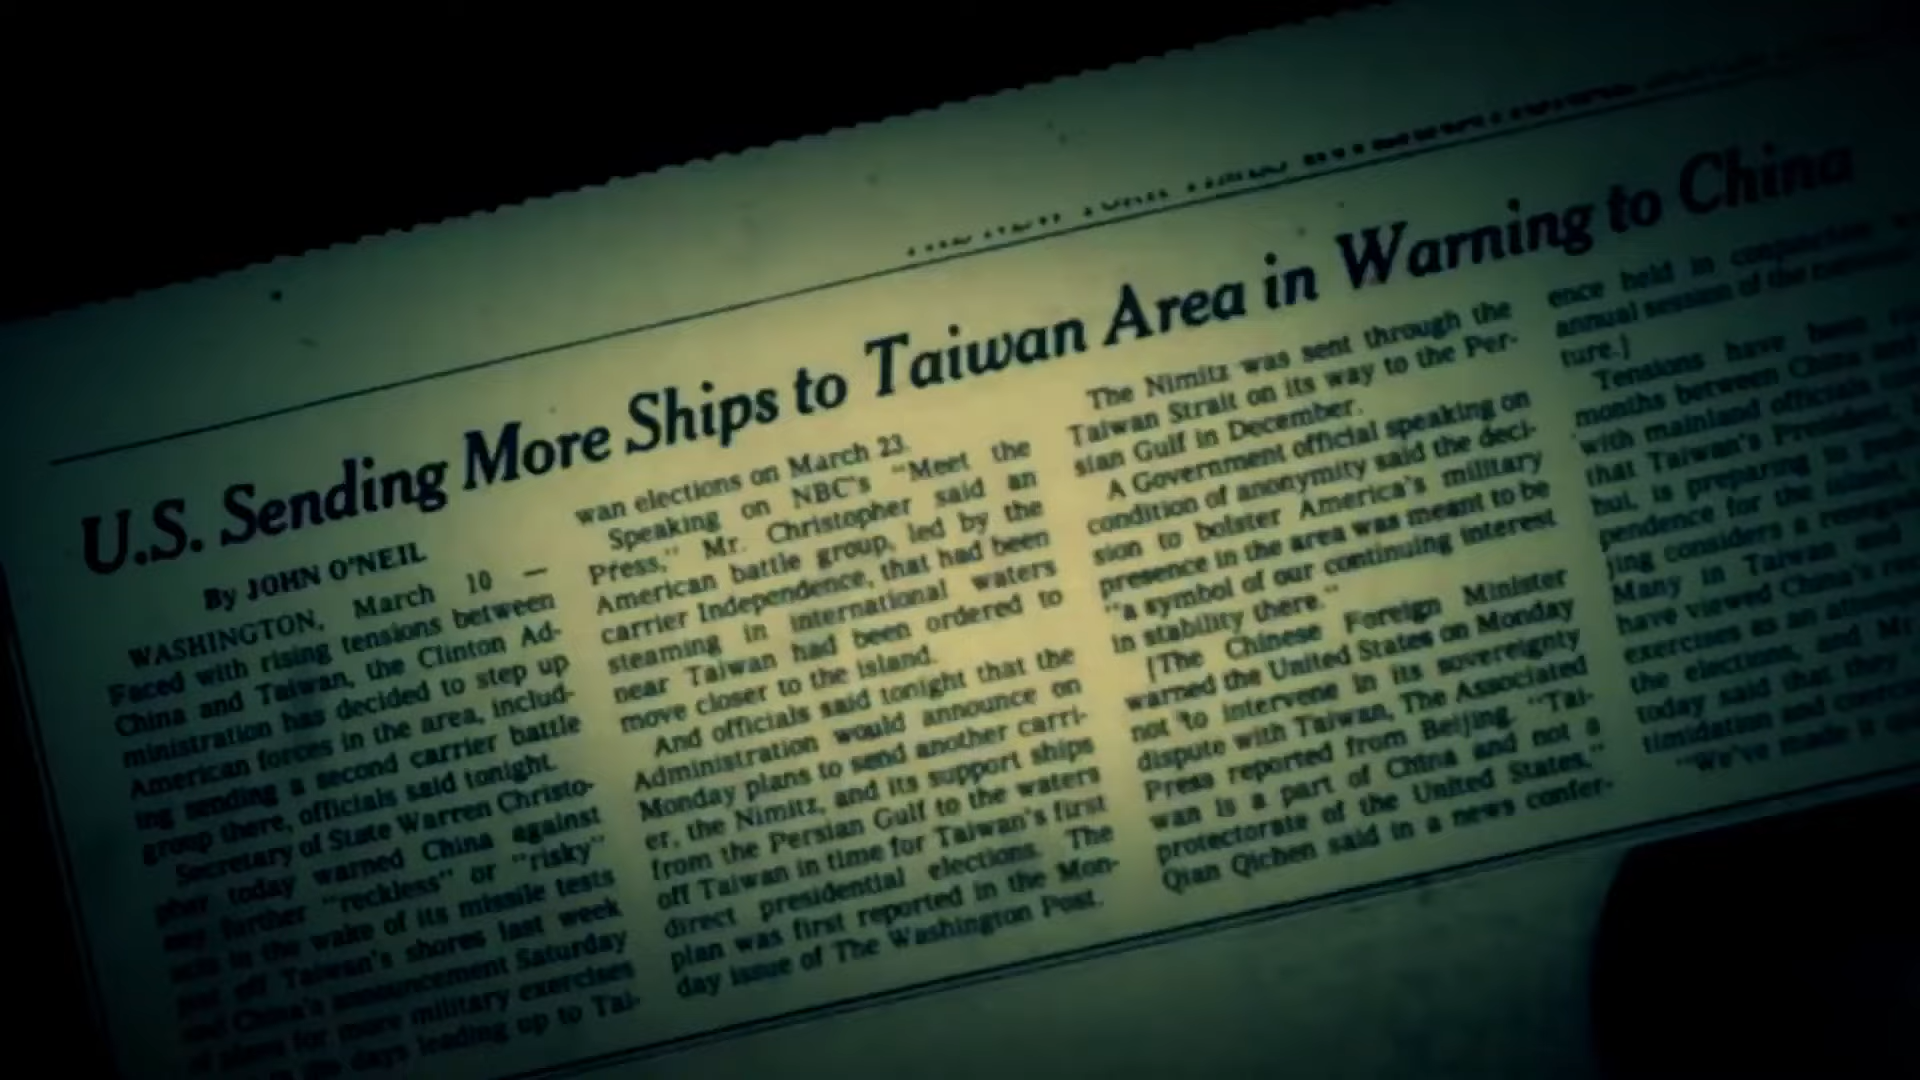 U.S. Sending More Ships to Taiwan Area in Warning to China
By JOHN O'NEIL
WASHINGTON, March 10 —
Faced with rising tensions between
China and Taiwan, the Clinton Ad-
ministration has decided to step up
American forces in the area, includ-
ing sending a second carrier battle
group there, officials said tonight.
Secretary of State Warren Christo-
pher today warned China against
any further "reckless" or "risky"
acts in the wake of its missile tests
just off Taiwan's shores last week
and China's announcement Saturday
of plans for more military exercises
in the days leading up to Tai-
wan elections on March 23.
Speaking on NBC's "Meet the
Press," Mr. Christopher said an
American battle group, led by the
carrier Independence, that had been
steaming in international waters
near Taiwan had been ordered to
move closer to the island.
And officials said tonight that the
Administration would announce on
Monday plans to send another carri-
er, the Nimitz, and its support ships
from the Persian Gulf to the waters
off Taiwan in time for Taiwan's first
direct presidential elections. The
plan was first reported in the Mon-
day issue of The Washington Post.
The Nimitz was sent through the
Taiwan Strait on its way to the Per-
sian Gulf in December.
A Government official speaking on
condition of anonymity said the deci-
sion to bolster America's military
presence in the area was meant to be
"a symbol of our continuing interest
in stability there."
[The Chinese Foreign Minister
warned the United States on Monday
not to intervene in its sovereignty
dispute with Taiwan, The Associated
Press reported from Beijing. "Tai-
wan is a part of China and not a
protectorate of the United States,"
Qian Qichen said in a news confer-
ence held in conjunction
annual session of the national
ture.]
Tensions have been
months between China and
with mainland officials
that Taiwan's President,
hui, is preparing to
pendence for the island,
jing considers a renegade
Many in Taiwan and
have viewed China's
exercises as an attempt
the elections, and Mr.
today said that they
timidation and coercion
"We've made it